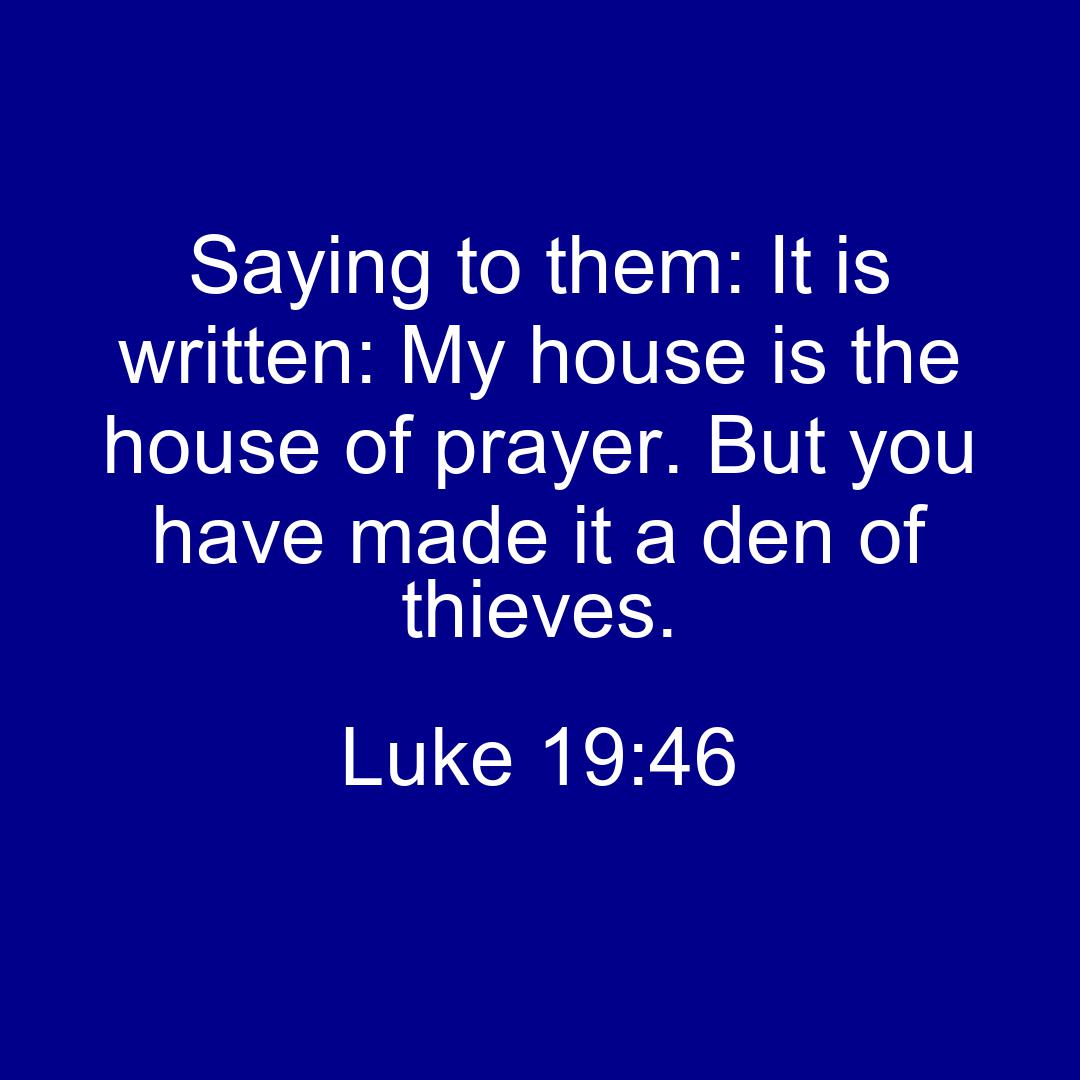 Saying to them: It is
written: My house is the
house of prayer. But you
have made it a den of
thieves.
Luke 19:46